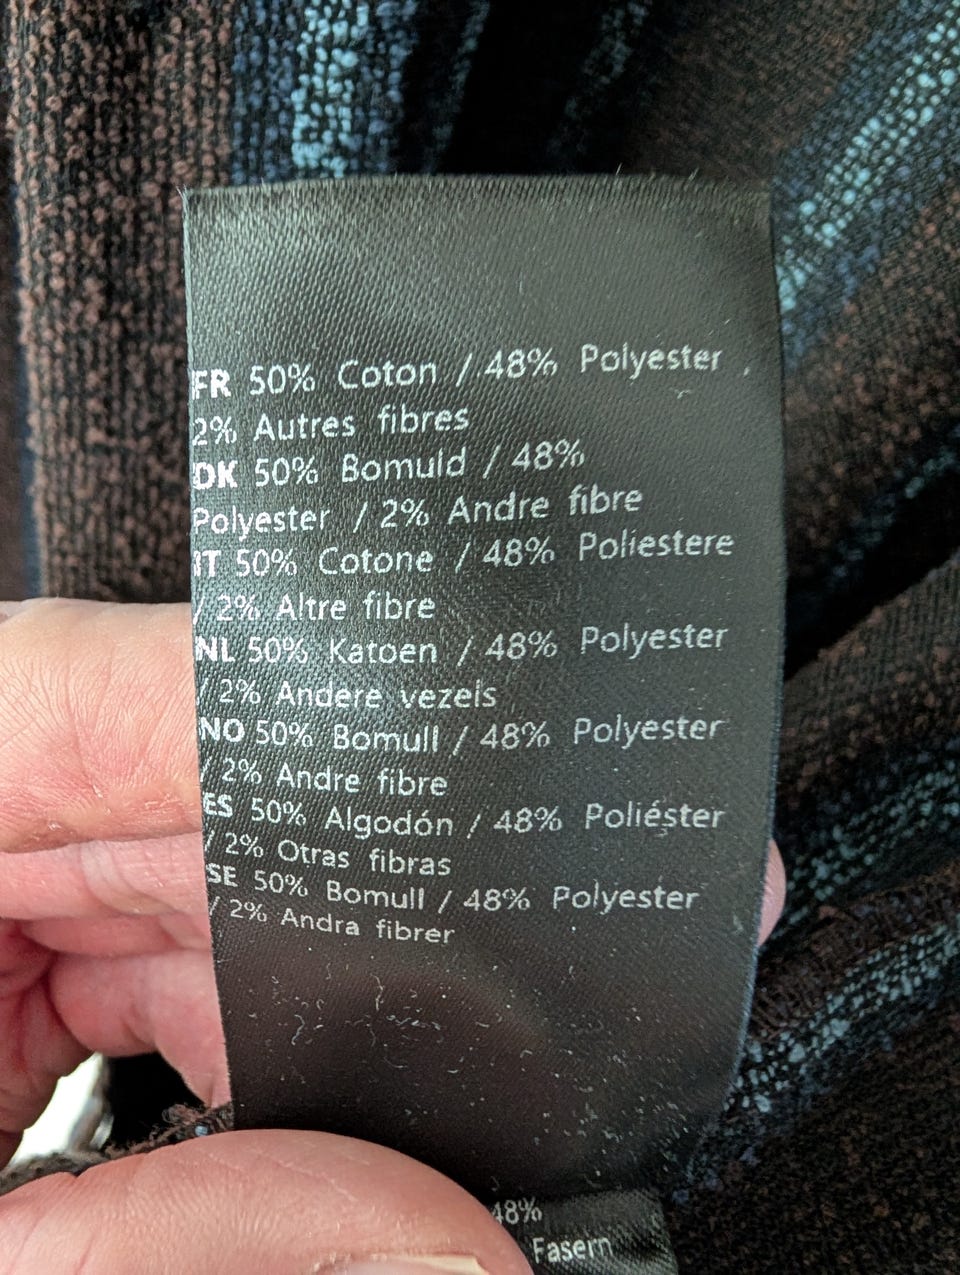 FR 50% Coton / 48% Polyester
2% Autres fibres
DK 50% Bomuld / 48%
Polyester / 2% Andre fibre
IT 50% Cotone / 48% Poliestere
/ 2% Altre fibre
NL 50% Katoen / 48% Polyester
/ 2% Andere vezels
NO 50% Bomull / 48% Polyester
/ 2% Andre fibre
ES 50% Algodón / 48% Poliéster
/ 2% Otras fibras
SE 50% Bomull / 48% Polyester
/ 2% Andra fibrer
48%
Fasern